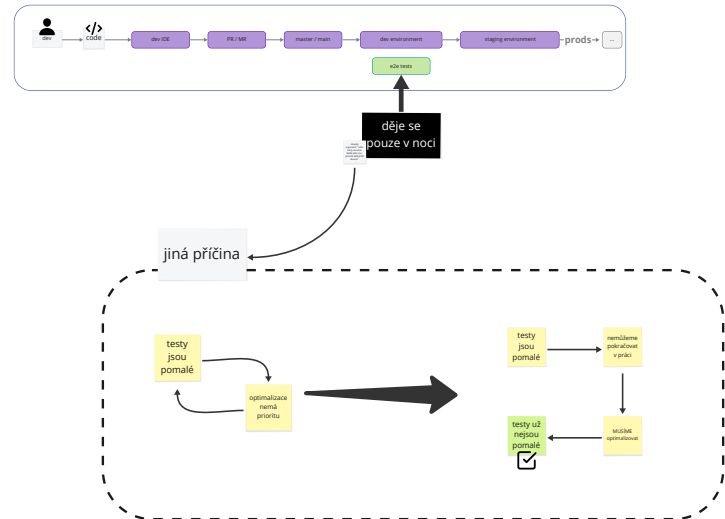 dev
code
dev IDE
PR / MR
master / main
dev environment
staging environment
prods
...
e2e tests
děje se
pouze v noci
jiná příčina
testy
jsou
pomalé
optimalizace
nemá
prioritu
testy
jsou
pomalé
nemůžeme
pokračovat
v práci
MUSÍME
optimalizovat
testy už
nejsou
pomalé